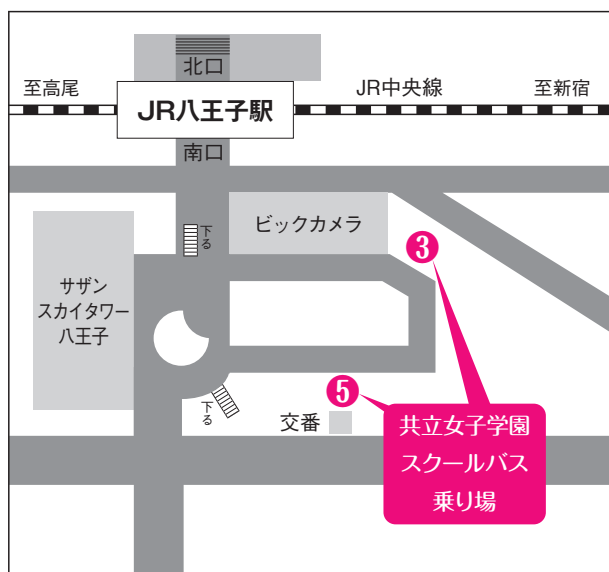 北口
至高尾
JR中央線
至新宿
JR八王子駅
南口
ビックカメラ
下る
3
サザン
スカイタワー
八王子
5
下る
交番
共立女子学園
スクールバス
乗り場